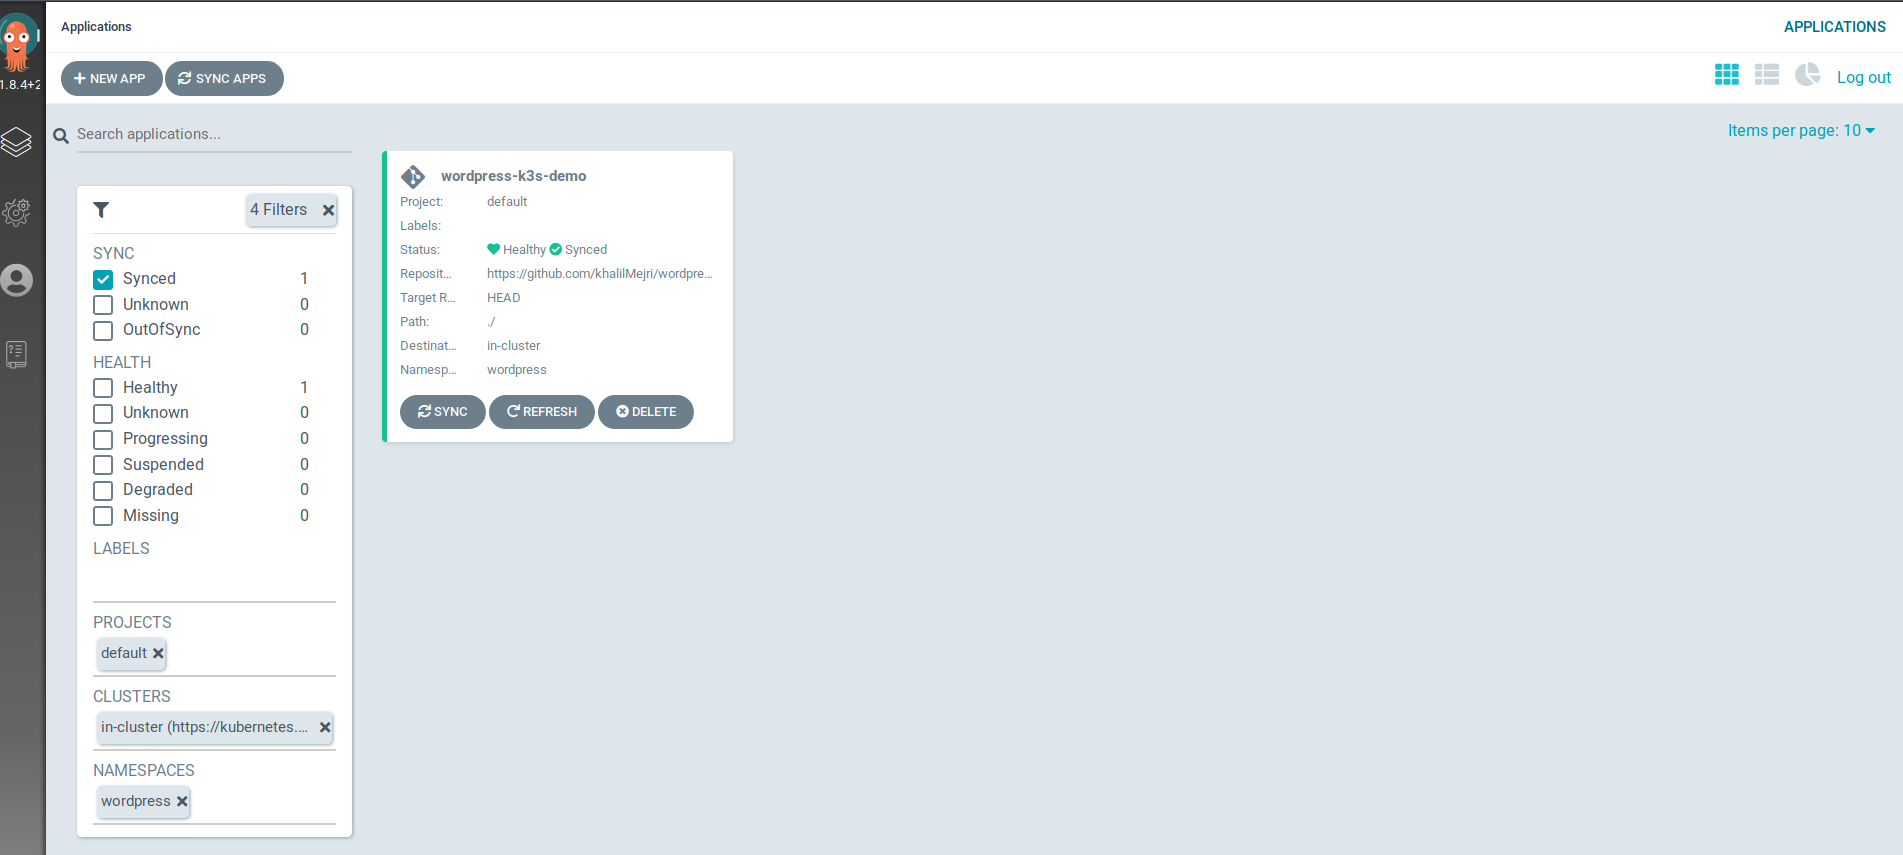 Applications
APPLICATIONS
NEW APP
SYNC APPS
Log out
1.8.4+2
Search applications...
Items per page: 10
4 Filters
SYNC
Synced 1
Unknown 0
OutOfSync 0
HEALTH
Healthy 1
Unknown 0
Progressing 0
Suspended 0
Degraded 0
Missing 0
LABELS
PROJECTS
default
CLUSTERS
in-cluster (https://kubernetes....
NAMESPACES
wordpress
wordpress-k3s-demo
Project: default
Labels:
Status: Healthy Synced
Reposit... https://github.com/khalilMejri/wordpre...
Target R... HEAD
Path: ./
Destinat... in-cluster
Namesp... wordpress
SYNC
REFRESH
DELETE